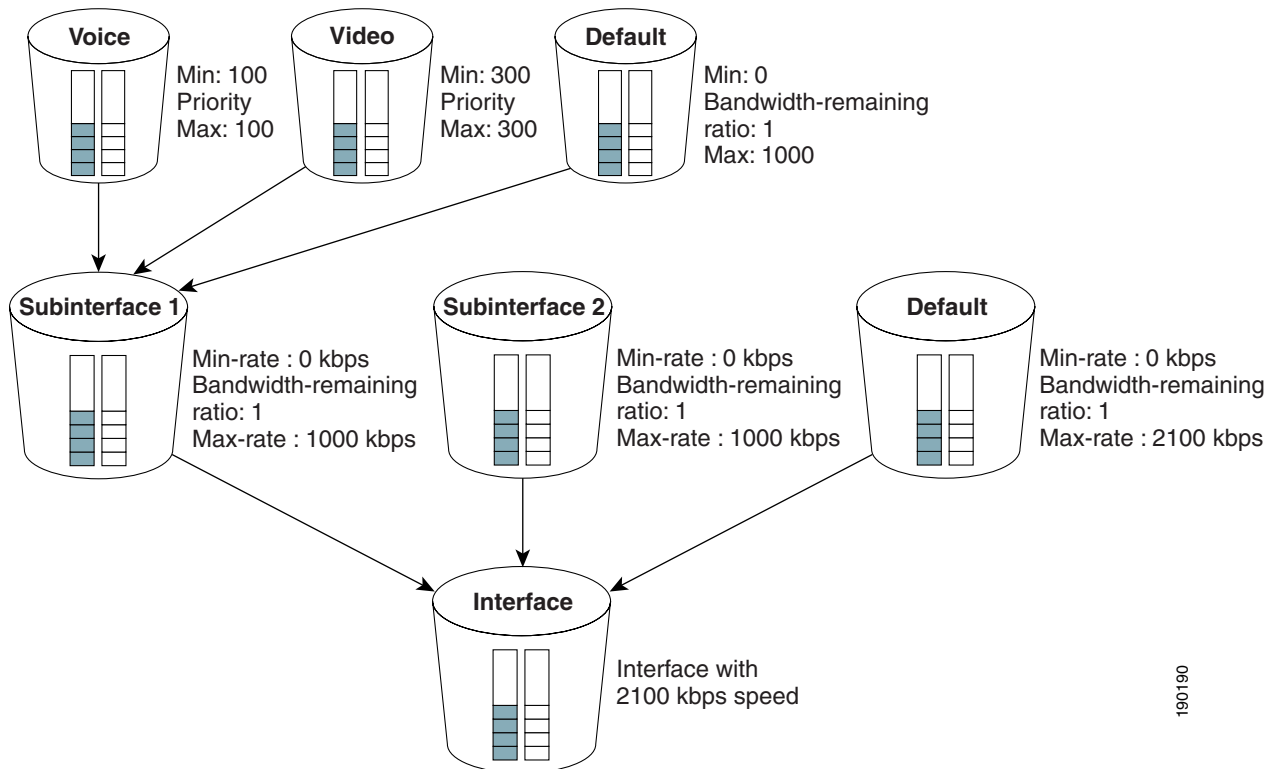 Voice
Min: 100
Priority
Max: 100
Video
Min: 300
Priority
Max: 300
Default
Min: 0
Bandwidth-remaining
ratio: 1
Max: 1000
Subinterface 1
Min-rate : 0 kbps
Bandwidth-remaining
ratio: 1
Max-rate : 1000 kbps
Subinterface 2
Min-rate : 0 kbps
Bandwidth-remaining
ratio: 1
Max-rate : 1000 kbps
Default
Min-rate : 0 kbps
Bandwidth-remaining
ratio: 1
Max-rate : 2100 kbps
Interface
Interface with
2100 kbps speed
190190